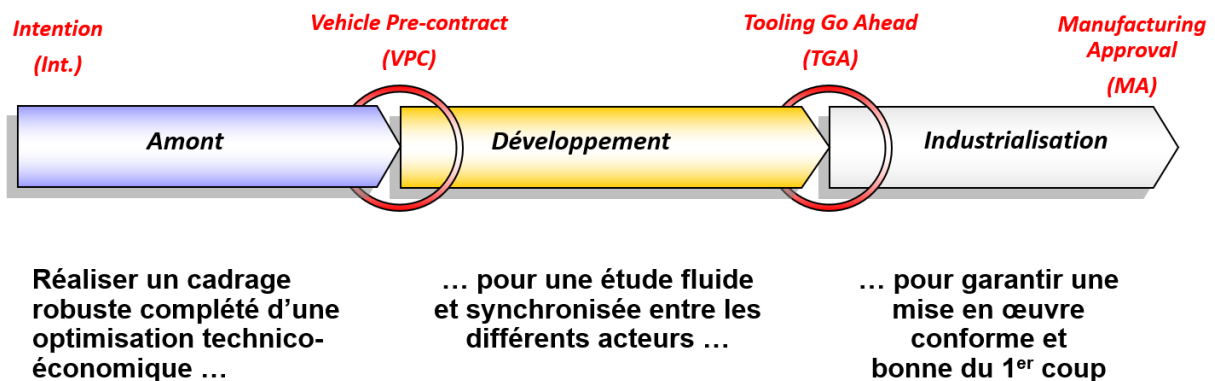 Intention
(Int.)
Vehicle Pre-contract
(VPC)
Tooling Go Ahead
(TGA)
Manufacturing
Approval
(MA)
Amont
Développement
Industrialisation
Réaliser un cadrage
robuste complété d’une
optimisation technico-
économique …
… pour une étude fluide
et synchronisée entre les
différents acteurs …
… pour garantir une
mise en œuvre
conforme et
bonne du 1er coup